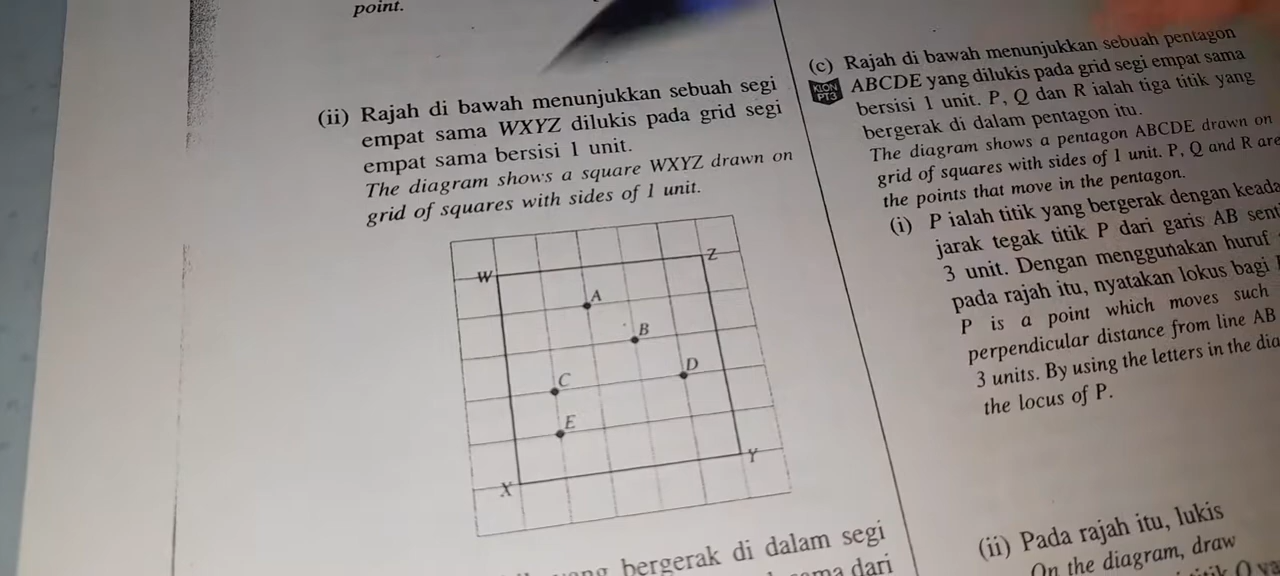 point.
(ii) Rajah di bawah menunjukkan sebuah segi
empat sama WXYZ dilukis pada grid segi
empat sama bersisi 1 unit.
The diagram shows a square WXYZ drawn on
grid of squares with sides of 1 unit.
W
Z
A
B
C
D
E
X
Y
yang bergerak di dalam segi
dari
(c) Rajah di bawah menunjukkan sebuah pentagon
KLON
PT3
ABCDE yang dilukis pada grid segi empat sama
bersisi 1 unit. P, Q dan R ialah tiga titik yang
bergerak di dalam pentagon itu.
The diagram shows a pentagon ABCDE drawn on
grid of squares with sides of 1 unit. P, Q and R are
the points that move in the pentagon.
(i) P ialah titik yang bergerak dengan
jarak tegak titik P dari garis AB
3 unit. Dengan menggunakan huruf
pada rajah itu, nyatakan lokus bagi
P is a point which moves such
perpendicular distance from line AB
3 units. By using the letters in the
the locus of P.
(ii) Pada rajah itu, lukis
On the diagram, draw